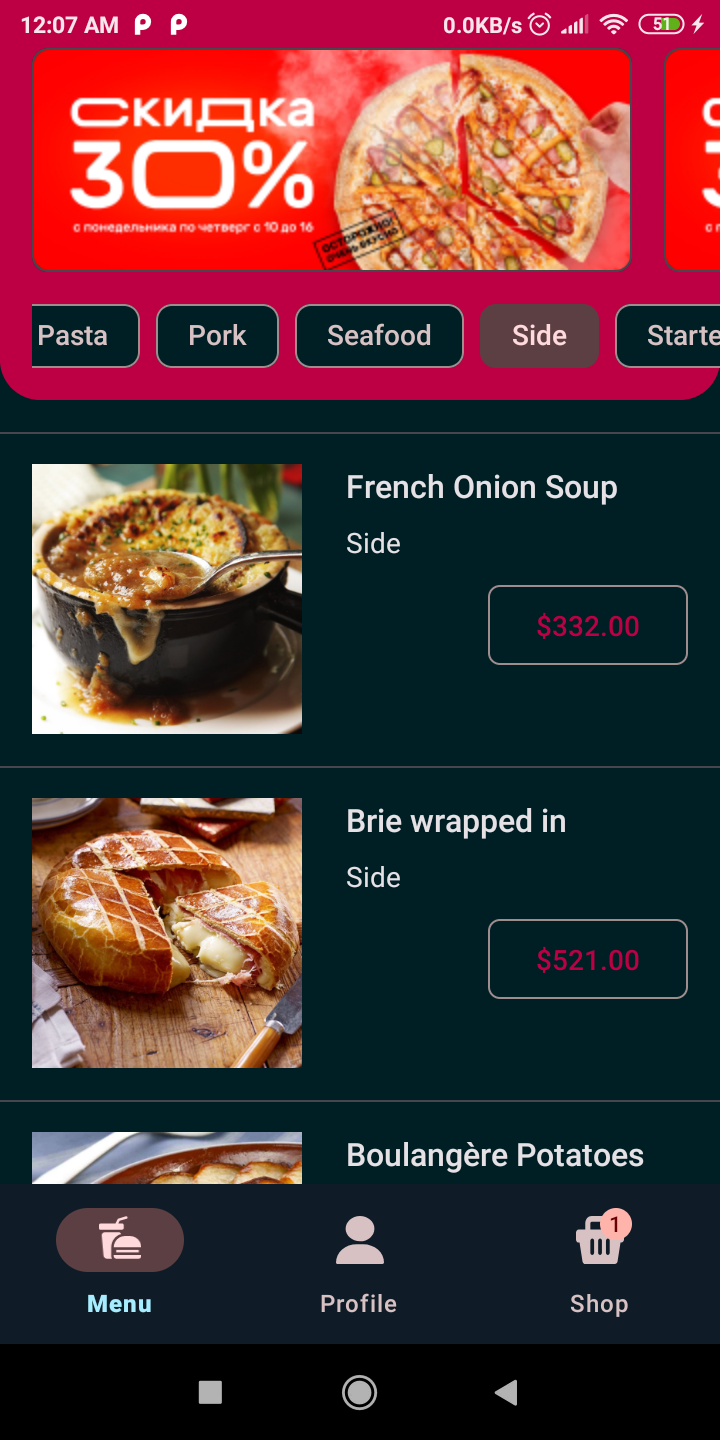 12:07 AM
0.0KB/s
51
скидка
30%
с понедельника по четверг с 10 до 16
ОСТОРОЖНО!
ОЧЕНЬ ВКУСНО
Pasta
Pork
Seafood
Side
Starte
French Onion Soup
Side
$332.00
Brie wrapped in
Side
$521.00
Boulangère Potatoes
1
Menu
Profile
Shop